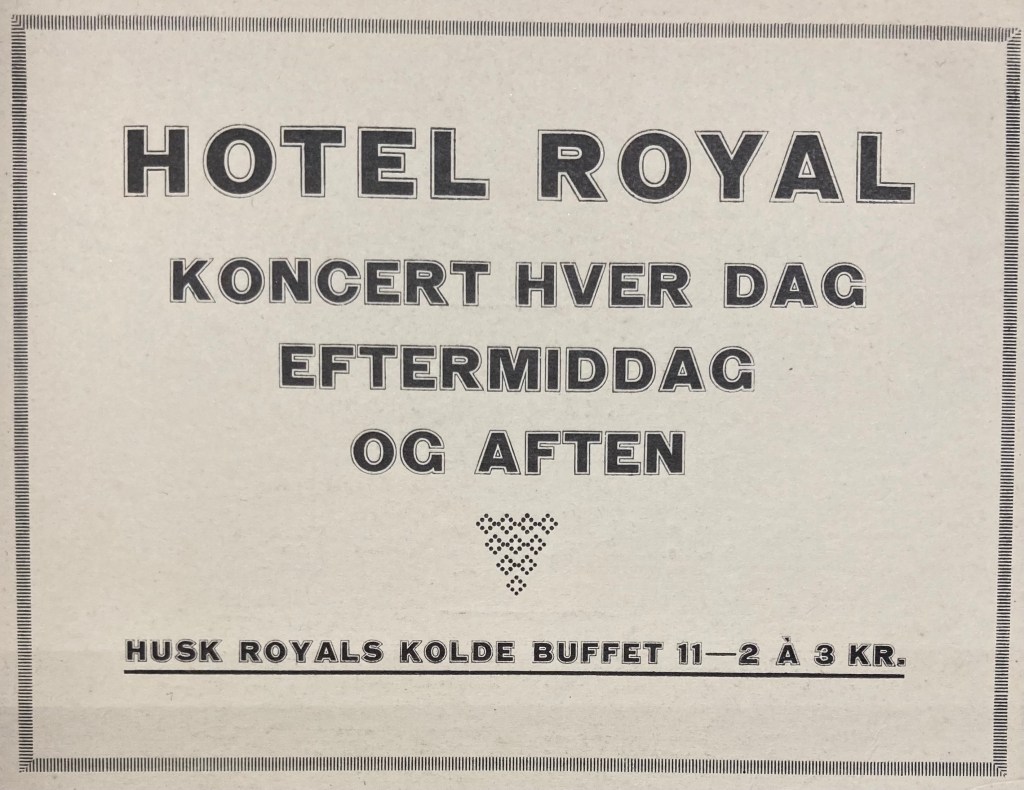 HOTEL ROYAL
KONCERT HVER DAG
EFTERMIDDAG
OG AFTEN
HUSK ROYALS KOLDE BUFFET 11—2 À 3 KR.